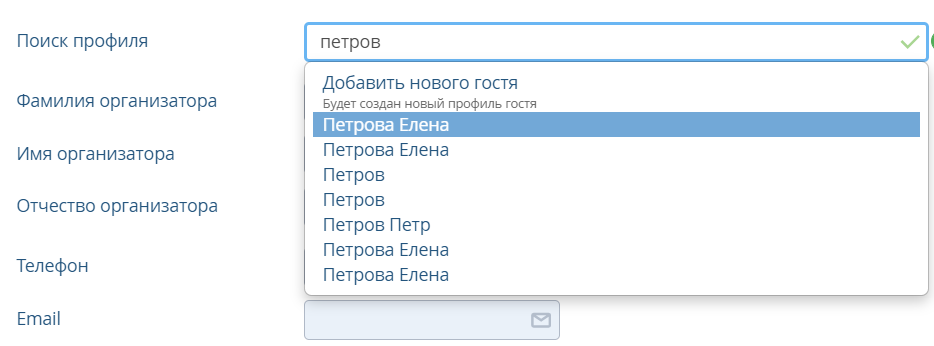 Поиск профиля
петров
Добавить нового гостя
Будет создан новый профиль гостя
Петрова Елена
Петрова Елена
Петров
Петров
Петров Петр
Петрова Елена
Петрова Елена
Фамилия организатора
Имя организатора
Отчество организатора
Телефон
Email